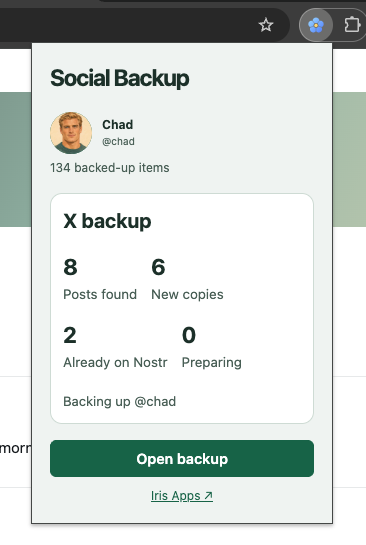 Social Backup
Chad
@chad
134 backed-up items
X backup
8 6
Posts found New copies
2 0
Already on Nostr Preparing
Backing up @chad
morn
Open backup
Iris Apps ↗